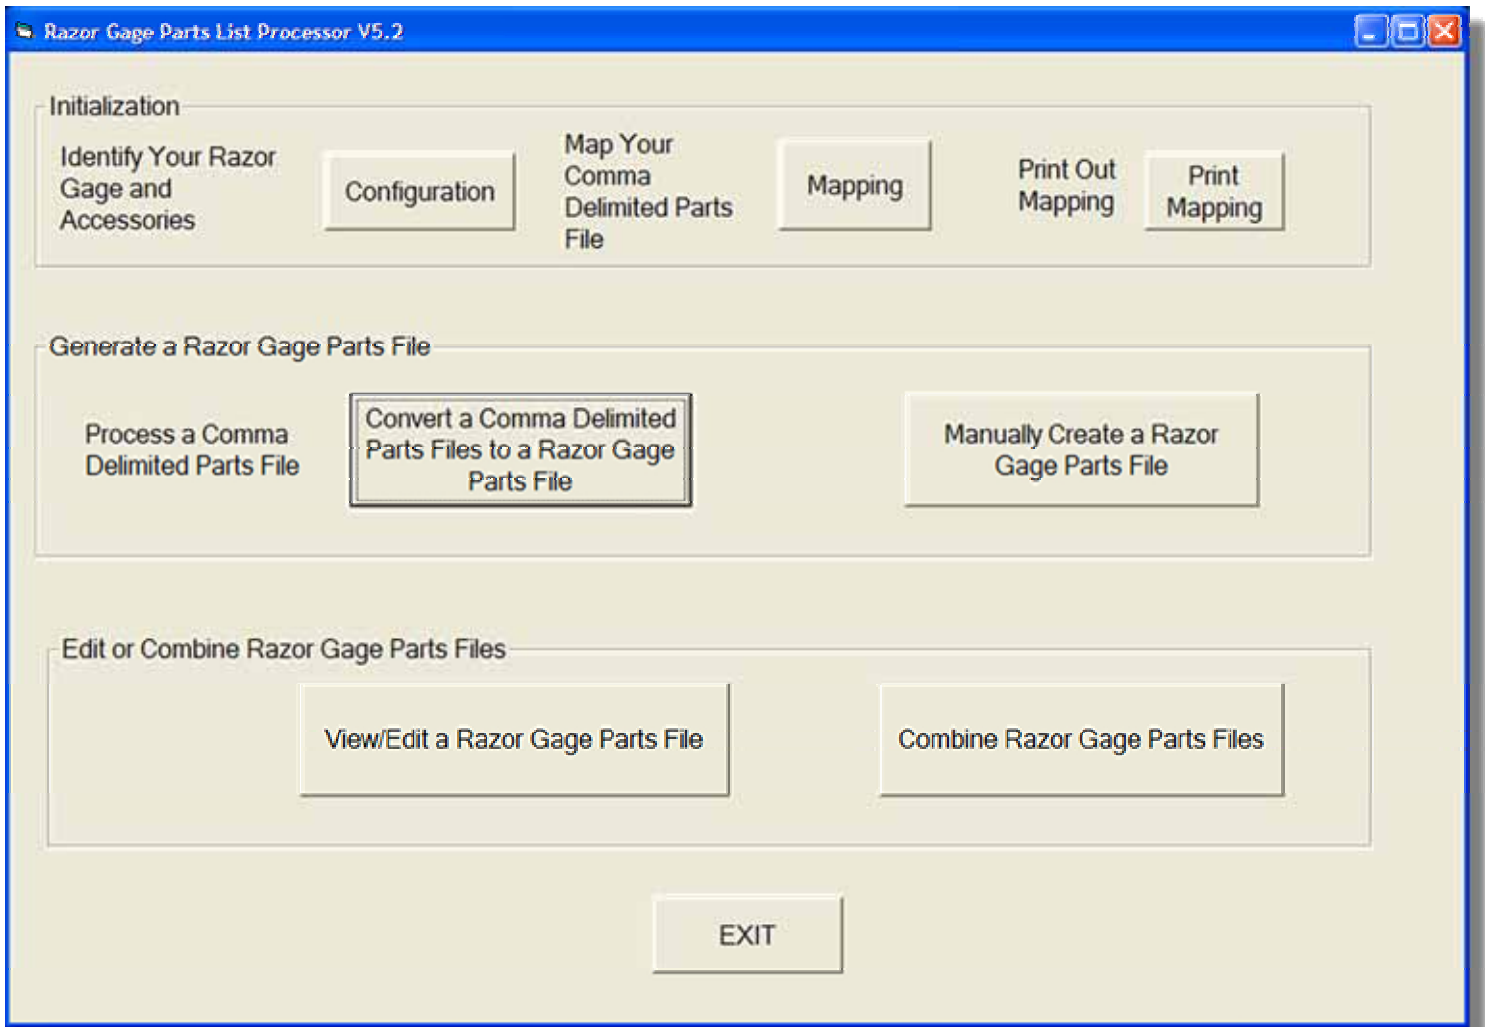 Razor Gage Parts List Processor V5.2
Initialization
Identify Your Razor
Gage and
Accessories
Configuration
Map Your
Comma
Delimited Parts
File
Mapping
Print Out
Mapping
Print
Mapping
Generate a Razor Gage Parts File
Process a Comma
Delimited Parts File
Convert a Comma Delimited
Parts Files to a Razor Gage
Parts File
Manually Create a Razor
Gage Parts File
Edit or Combine Razor Gage Parts Files
View/Edit a Razor Gage Parts File
Combine Razor Gage Parts Files
EXIT